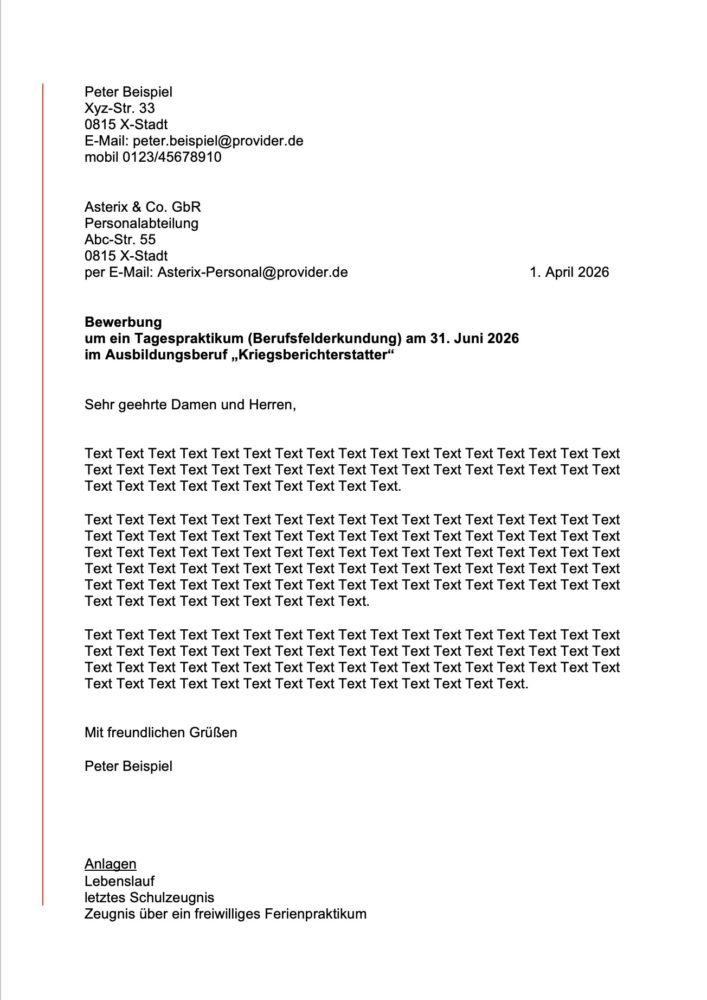 Peter Beispiel
Xyz-Str. 33
0815 X-Stadt
E-Mail: peter.beispiel@provider.de
mobil 0123/45678910
Asterix & Co. GbR
Personalabteilung
Abc-Str. 55
0815 X-Stadt
per E-Mail: Asterix-Personal@provider.de 1. April 2026
Bewerbung
um ein Tagespraktikum (Berufsfelderkundung) am 31. Juni 2026
im Ausbildungsberuf „Kriegsberichterstatter“
Sehr geehrte Damen und Herren,
Text Text Text Text Text Text Text Text Text Text Text Text Text Text Text Text Text
Text Text Text Text Text Text Text Text Text Text Text Text Text Text Text Text Text
Text Text Text Text Text Text Text Text Text Text.
Text Text Text Text Text Text Text Text Text Text Text Text Text Text Text Text Text
Text Text Text Text Text Text Text Text Text Text Text Text Text Text Text Text Text
Text Text Text Text Text Text Text Text Text Text Text Text Text Text Text Text Text
Text Text Text Text Text Text Text Text Text Text Text Text Text Text Text Text Text
Text Text Text Text Text Text Text Text Text Text Text Text Text Text Text Text Text
Text Text Text Text Text Text Text Text Text.
Text Text Text Text Text Text Text Text Text Text Text Text Text Text Text Text Text
Text Text Text Text Text Text Text Text Text Text Text Text Text Text Text Text Text
Text Text Text Text Text Text Text Text Text Text Text Text Text Text Text Text Text
Text Text Text Text Text Text Text Text Text Text Text Text Text Text.
Mit freundlichen Grüßen
Peter Beispiel
Anlagen
Lebenslauf
letztes Schulzeugnis
Zeugnis über ein freiwilliges Ferienpraktikum